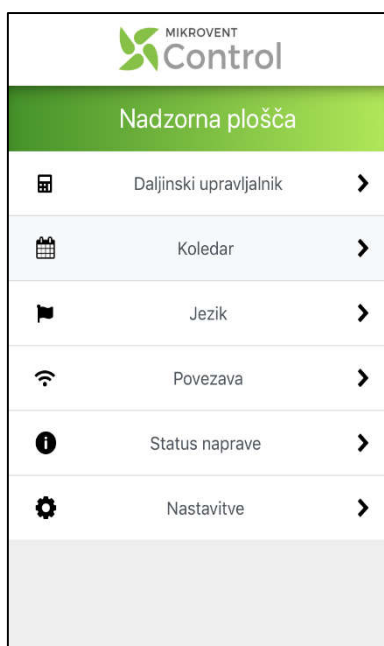 MIKROVENT
Control
Nadzorna plošča
Daljinski upravljalnik
Koledar
Jezik
Povezava
Status naprave
Nastavitve